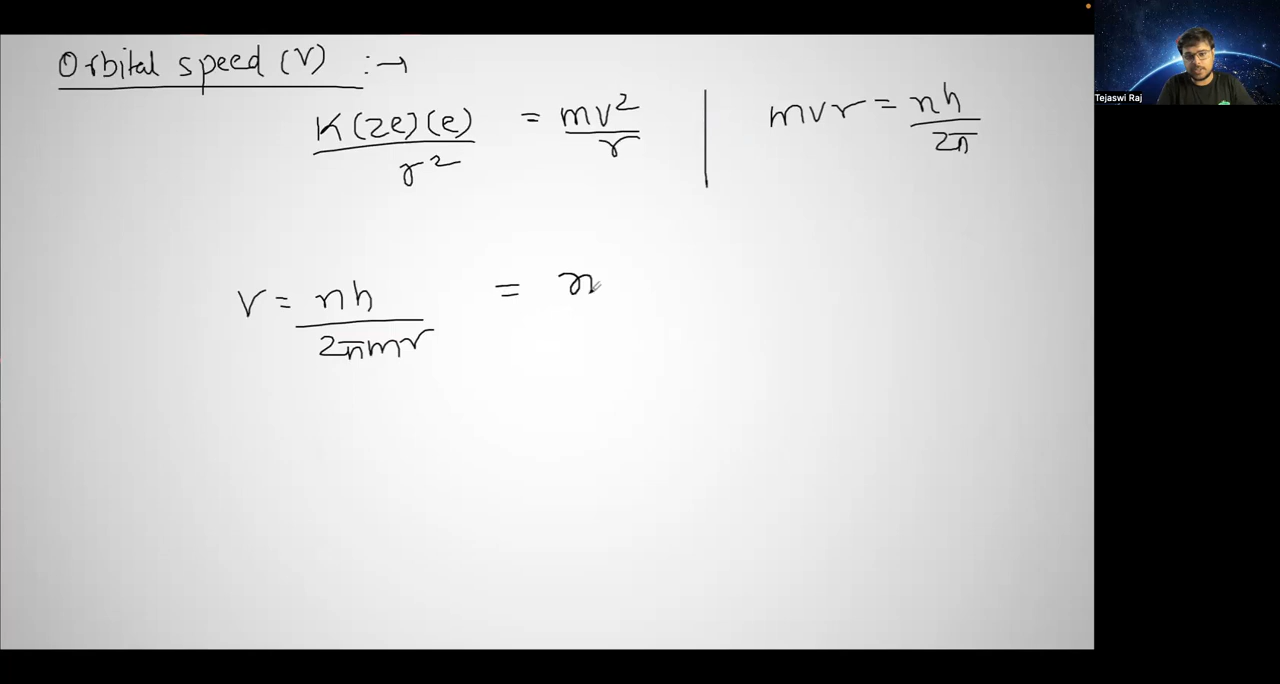 Orbital speed (V) :→
K(Ze)(e)/r² = mv²/r | mvr = nh/2π
V = nh/2πmr = n
Tejaswi Raj